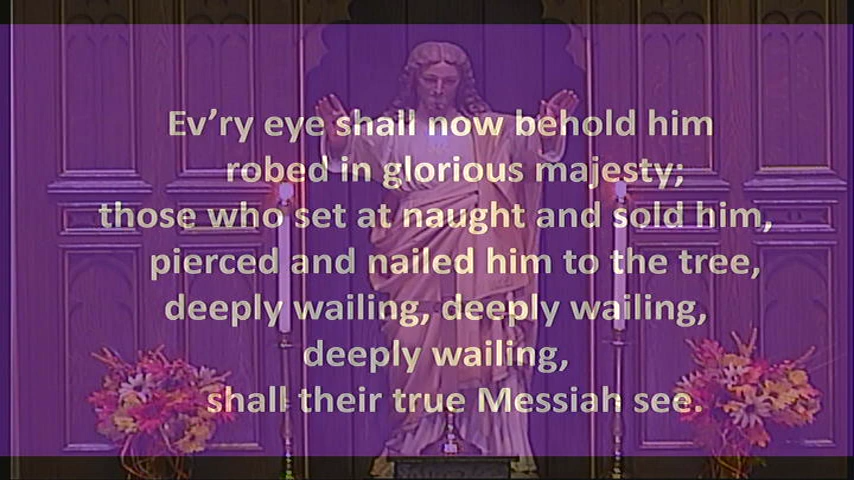 Ev’ry eye shall now behold him
robed in glorious majesty;
those who set at naught and sold him,
pierced and nailed him to the tree,
deeply wailing, deeply wailing,
deeply wailing,
shall their true Messiah see.